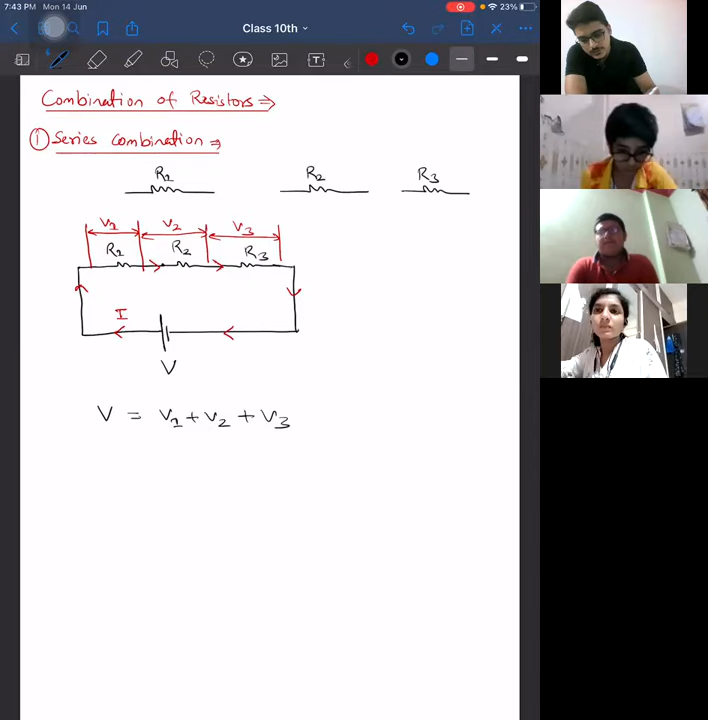 7:43 PM Mon 14 Jun
23%
Class 10th
T
Combination of Resistors ⇒
① Series combination ⇒
R1 R2 R3
V1 V2 V3
R1 R2 R3
I
V
V = V1 + V2 + V3